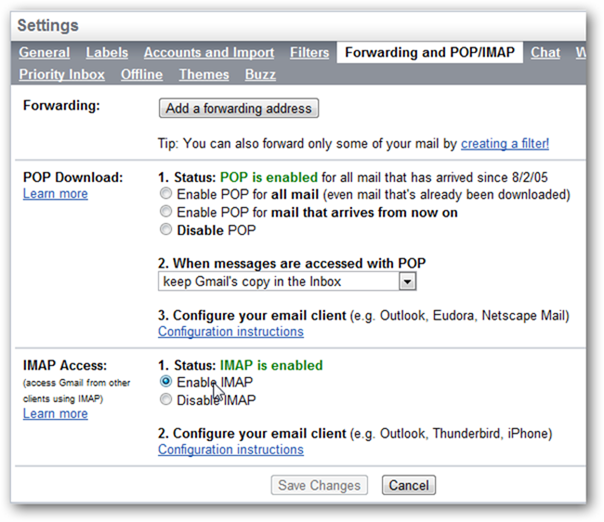 Settings
General Labels Accounts and Import Filters Forwarding and POP/IMAP Chat W
Priority Inbox Offline Themes Buzz
Forwarding: Add a forwarding address
Tip: You can also forward only some of your mail by creating a filter!
POP Download: 1. Status: POP is enabled for all mail that has arrived since 8/2/05
Learn more Enable POP for all mail (even mail that's already been downloaded)
Enable POP for mail that arrives from now on
Disable POP
2. When messages are accessed with POP
keep Gmail's copy in the Inbox
3. Configure your email client (e.g. Outlook, Eudora, Netscape Mail)
Configuration instructions
IMAP Access: 1. Status: IMAP is enabled
(access Gmail from other Enable IMAP
clients using IMAP) Disable IMAP
Learn more
2. Configure your email client (e.g. Outlook, Thunderbird, iPhone)
Configuration instructions
Save Changes Cancel